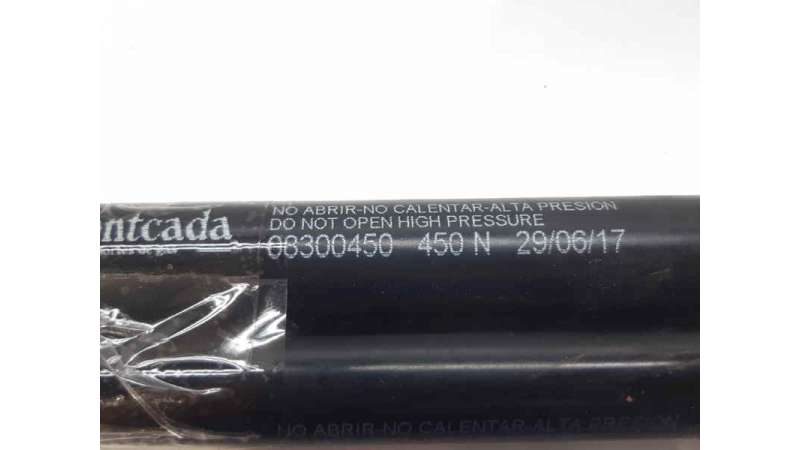 NO ABRIR-NO CALENTAR-ALTA PRESION
DO NOT OPEN HIGH PRESSURE
ntcada
08300450 450 N 29/06/17
NO ABRIR-NO CALENTAR-ALTA PRESION